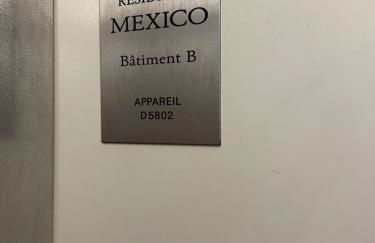 MEXICO
Bâtiment B
APPAREIL
D5802